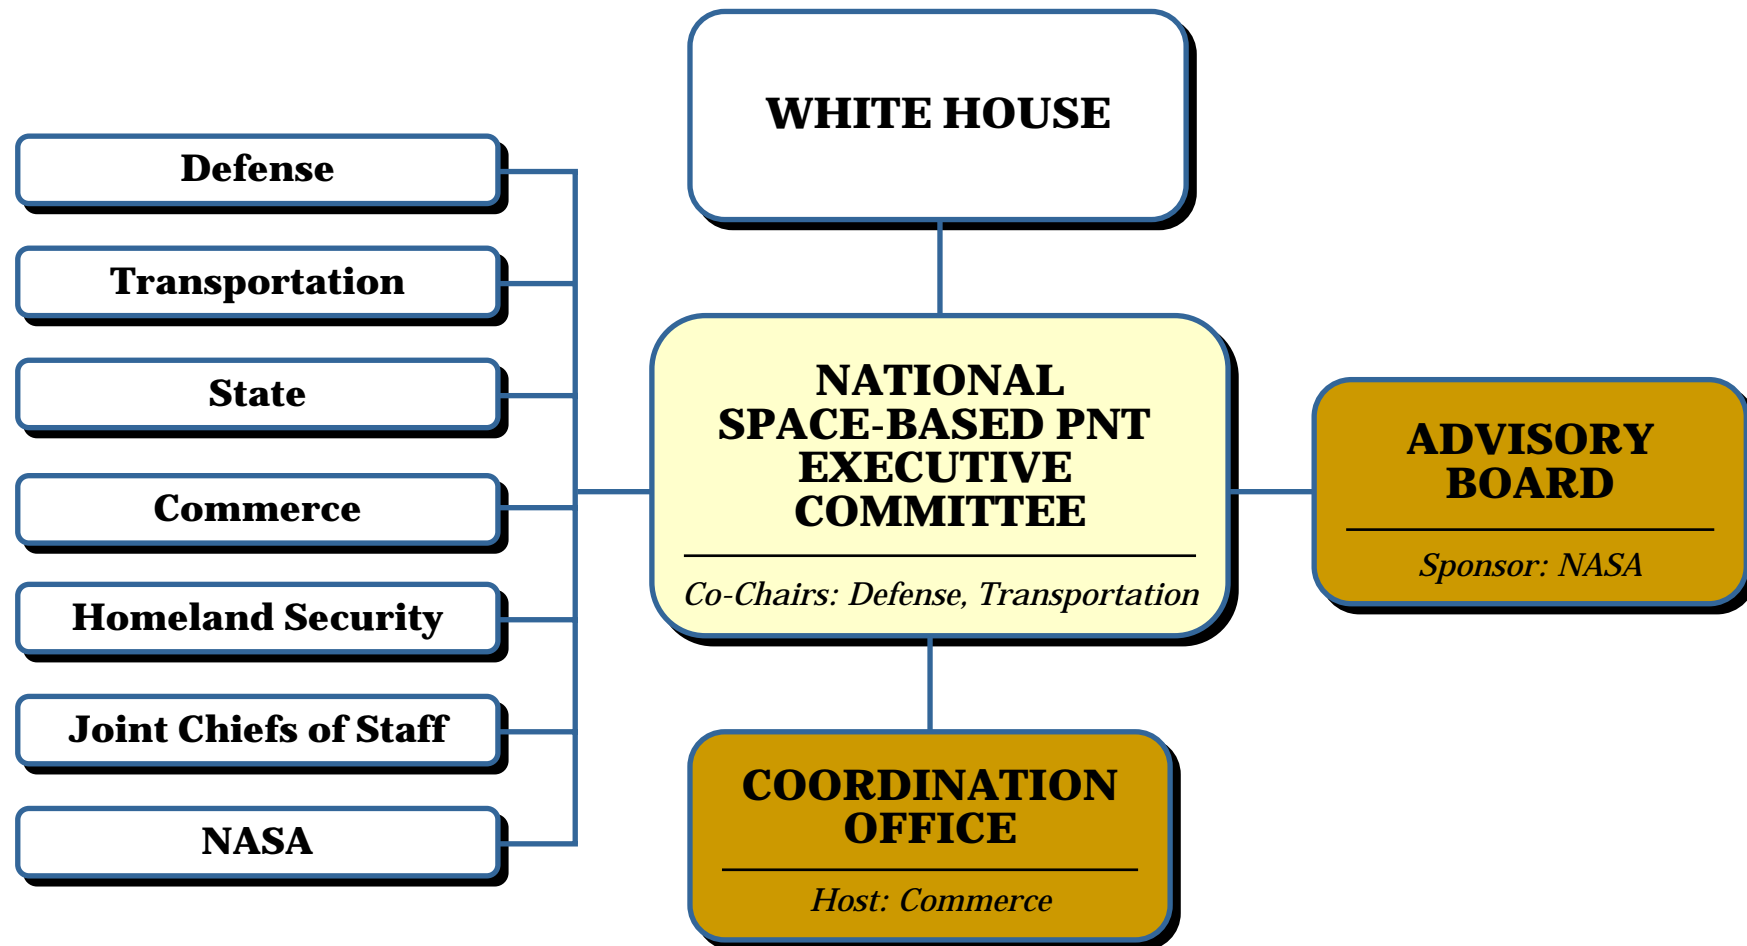 WHITE HOUSE
Defense
Transportation
State
Commerce
Homeland Security
Joint Chiefs of Staff
NASA
NATIONAL
SPACE-BASED PNT
EXECUTIVE
COMMITTEE
Co-Chairs: Defense, Transportation
ADVISORY
BOARD
Sponsor: NASA
COORDINATION
OFFICE
Host: Commerce